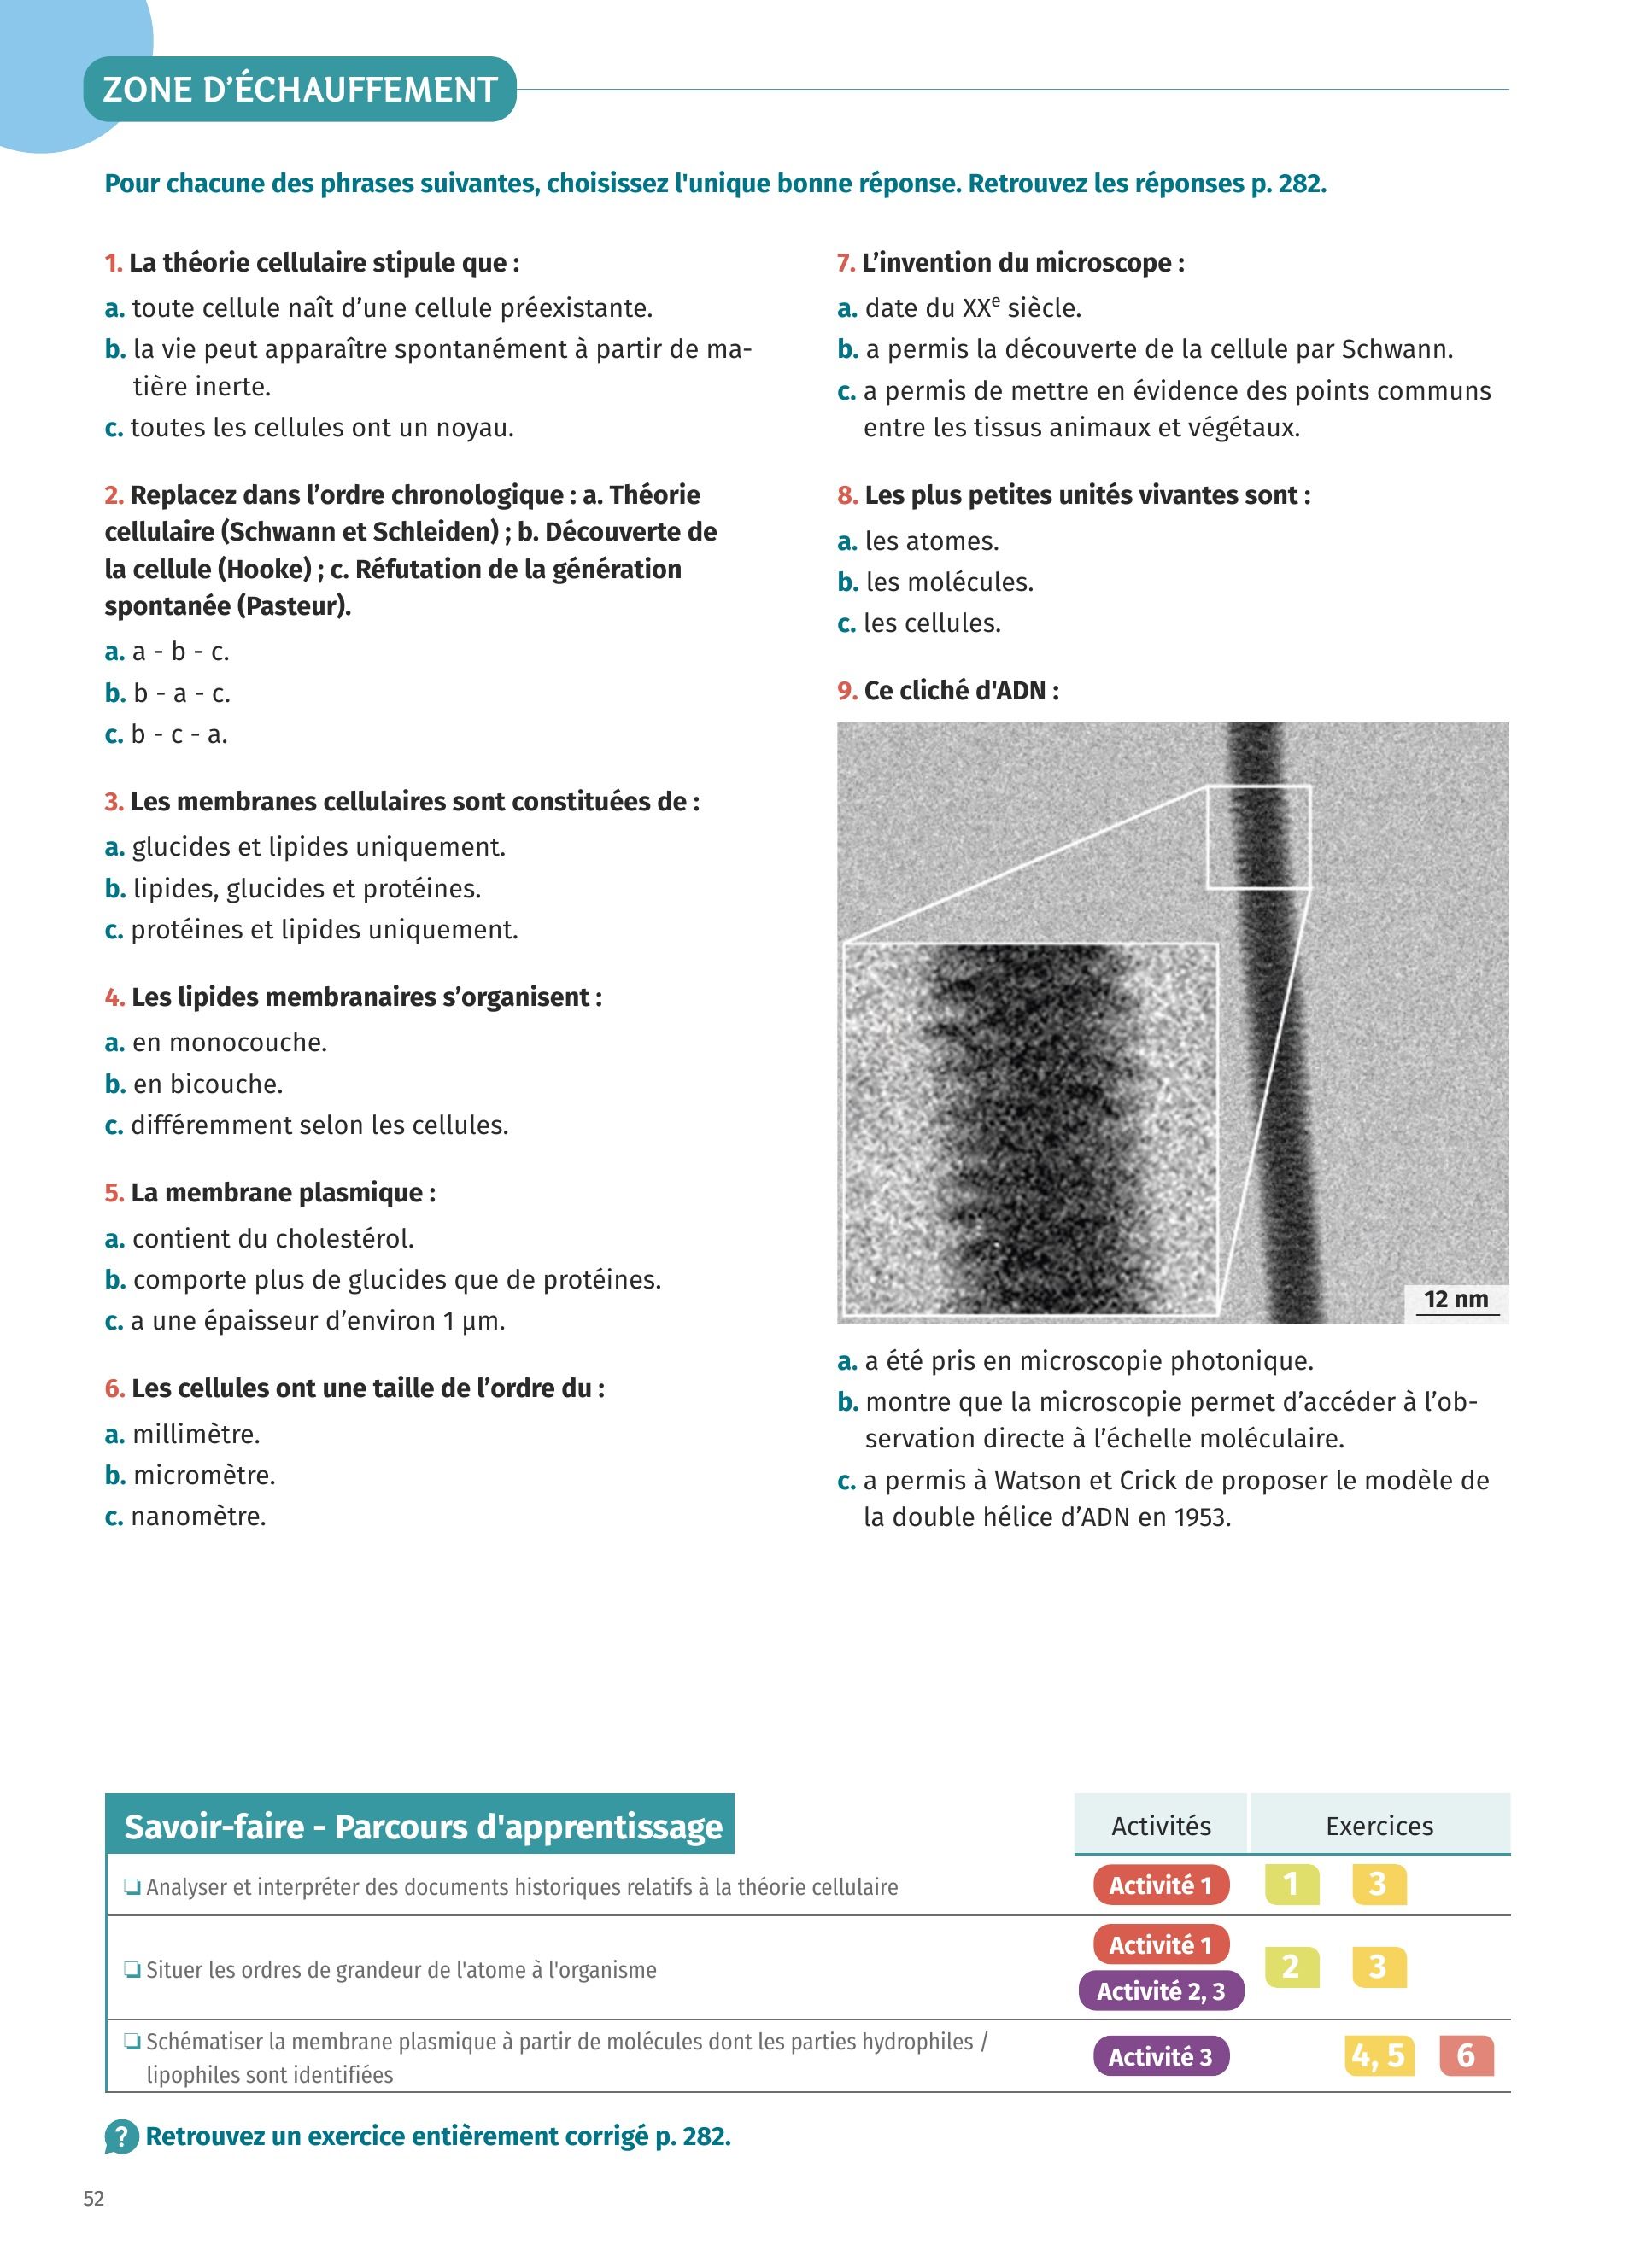 ZONE D’ÉCHAUFFEMENT
Pour chacune des phrases suivantes, choisissez l'unique bonne réponse. Retrouvez les réponses p. 282.
1. La théorie cellulaire stipule que :
a. toute cellule naît d’une cellule préexistante.
b. la vie peut apparaître spontanément à partir de ma-
tière inerte.
c. toutes les cellules ont un noyau.
2. Replacez dans l’ordre chronologique : a. Théorie
cellulaire (Schwann et Schleiden) ; b. Découverte de
la cellule (Hooke) ; c. Réfutation de la génération
spontanée (Pasteur).
a. a - b - c.
b. b - a - c.
c. b - c - a.
3. Les membranes cellulaires sont constituées de :
a. glucides et lipides uniquement.
b. lipides, glucides et protéines.
c. protéines et lipides uniquement.
4. Les lipides membranaires s’organisent :
a. en monocouche.
b. en bicouche.
c. différemment selon les cellules.
5. La membrane plasmique :
a. contient du cholestérol.
b. comporte plus de glucides que de protéines.
c. a une épaisseur d’environ 1 µm.
6. Les cellules ont une taille de l’ordre du :
a. millimètre.
b. micromètre.
c. nanomètre.
7. L’invention du microscope :
a. date du XXe siècle.
b. a permis la découverte de la cellule par Schwann.
c. a permis de mettre en évidence des points communs
entre les tissus animaux et végétaux.
8. Les plus petites unités vivantes sont :
a. les atomes.
b. les molécules.
c. les cellules.
9. Ce cliché d'ADN :
12 nm
a. a été pris en microscopie photonique.
b. montre que la microscopie permet d’accéder à l’ob-
servation directe à l’échelle moléculaire.
c. a permis à Watson et Crick de proposer le modèle de
la double hélice d’ADN en 1953.
Savoir-faire - Parcours d'apprentissage
Activités
Exercices
Analyser et interpréter des documents historiques relatifs à la théorie cellulaire
Activité 1
1
3
Situer les ordres de grandeur de l'atome à l'organisme
Activité 1
Activité 2, 3
2
3
Schématiser la membrane plasmique à partir de molécules dont les parties hydrophiles /
lipophiles sont identifiées
Activité 3
4, 5
6
? Retrouvez un exercice entièrement corrigé p. 282.
52